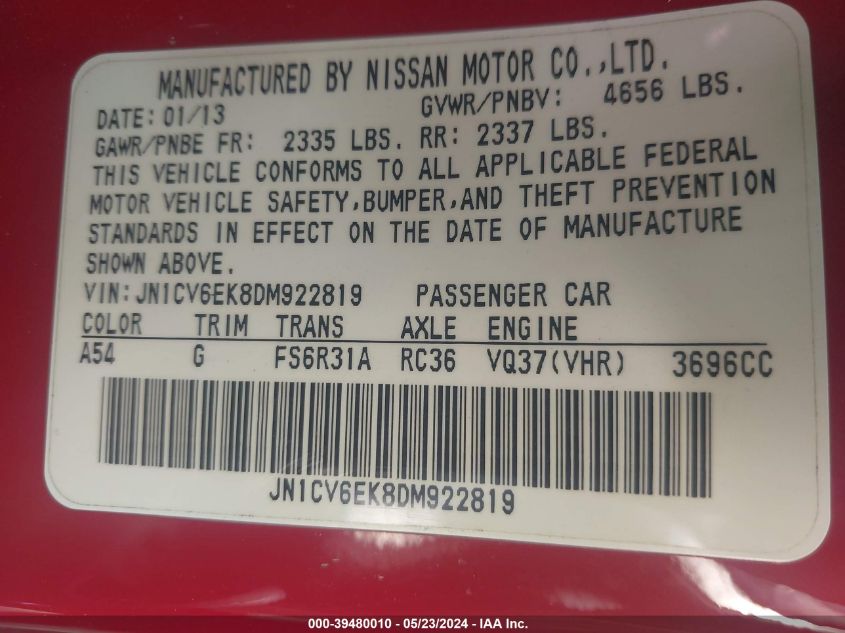 MANUFACTURED BY NISSAN MOTOR CO.,LTD.
DATE: 01/13 GVWR/PNBV: 4656 LBS.
GAWR/PNBE FR: 2335 LBS. RR: 2337 LBS.
THIS VEHICLE CONFORMS TO ALL APPLICABLE FEDERAL
MOTOR VEHICLE SAFETY,BUMPER,AND THEFT PREVENTION
STANDARDS IN EFFECT ON THE DATE OF MANUFACTURE
SHOWN ABOVE.
VIN:JN1CV6EK8DM922819 PASSENGER CAR
COLOR TRIM TRANS AXLE ENGINE
A54 G FS6R31A RC36 VQ37(VHR) 3696CC
JN1CV6EK8DM922819
000-39480010 - 05/23/2024 - IAA Inc.